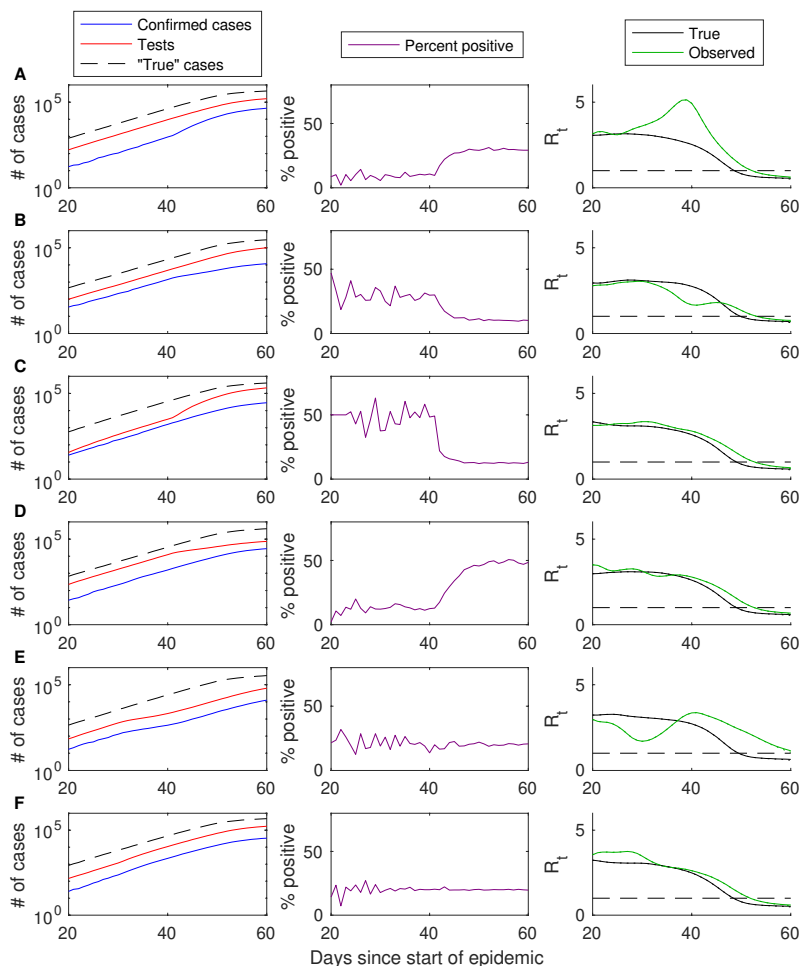 Confirmed cases
Tests
"True" cases
Percent positive
True
Observed
A
# of cases
10^5
10^0
20 40 60
% positive
50
0
20 40 60
R_t
5
0
20 40 60
B
# of cases
10^5
10^0
20 40 60
% positive
50
0
20 40 60
R_t
5
0
20 40 60
C
# of cases
10^5
10^0
20 40 60
% positive
50
0
20 40 60
R_t
5
0
20 40 60
D
# of cases
10^5
10^0
20 40 60
% positive
50
0
20 40 60
R_t
5
0
20 40 60
E
# of cases
10^5
10^0
20 40 60
% positive
50
0
20 40 60
R_t
5
0
20 40 60
F
# of cases
10^5
10^0
20 40 60
% positive
50
0
20 40 60
R_t
5
0
20 40 60
Days since start of epidemic